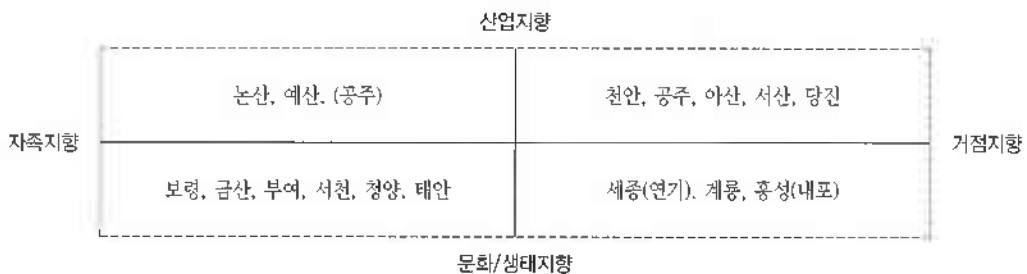 산업지향
논산, 예산, (공주)
천안, 공주, 아산, 서산, 당진
자족지향
거점지향
보령, 금산, 부여, 서천, 청양, 태안
세종(연기), 계룡, 홍성(내포)
문화/생태지향